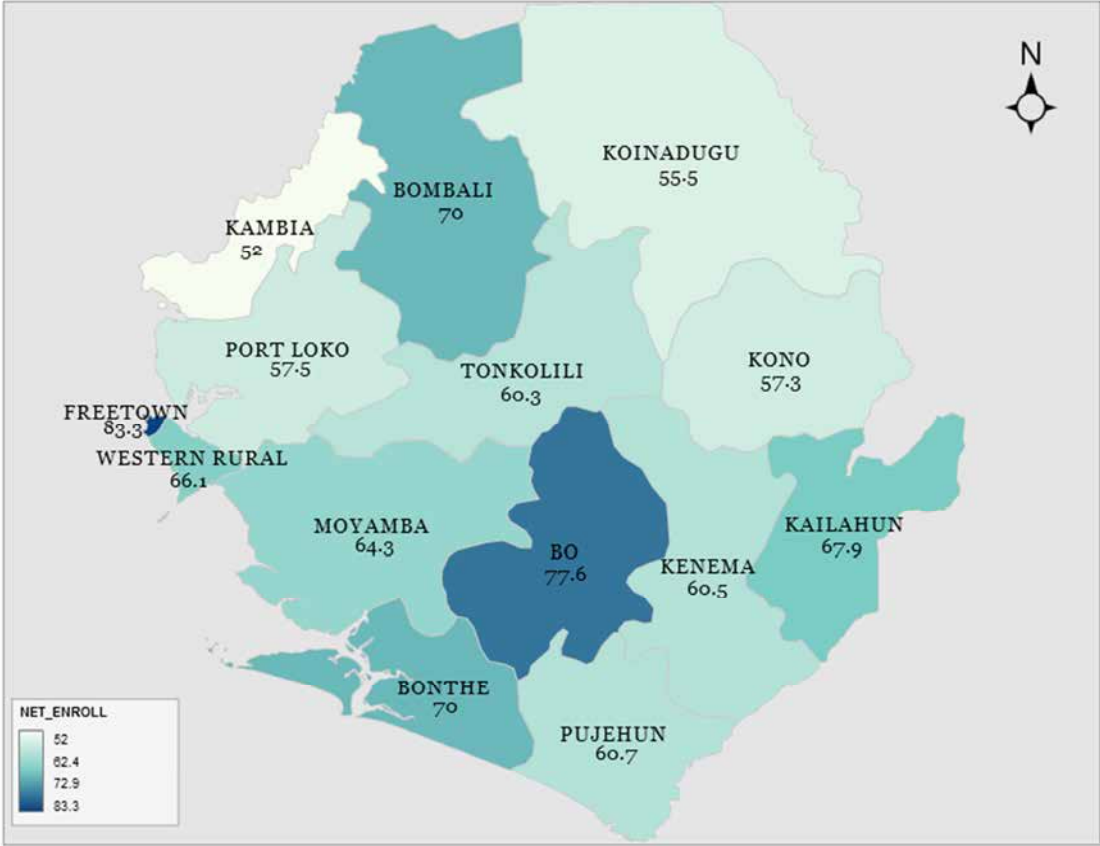 N
KOINADUGU
55.5
BOMBALI
70
KAMBIA
52
PORT LOKO
57.5
TONKOLILI
60.3
KONO
57.3
FREETOWN
83.3
WESTERN RURAL
66.1
MOYAMBA
64.3
BO
77.6
KENEMA
60.5
KAILAHUN
67.9
BONTHE
70
PUJEHUN
60.7
NET_ENROLL
52
62.4
72.9
83.3